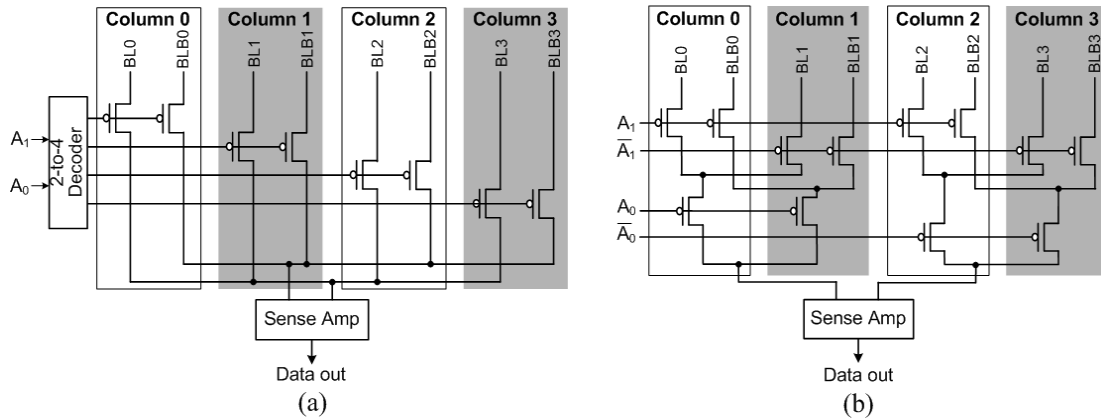 Column 0 Column 1 Column 2 Column 3
BL0 BLB0 BL1 BLB1 BL2 BLB2 BL3 BLB3
A₁
A₀
2-to-4 Decoder
Sense Amp
Data out
(a)
Column 0 Column 1 Column 2 Column 3
BL0 BLB0 BL1 BLB1 BL2 BLB2 BL3 BLB3
A₁
A̅₁
A₀
A̅₀
Sense Amp
Data out
(b)